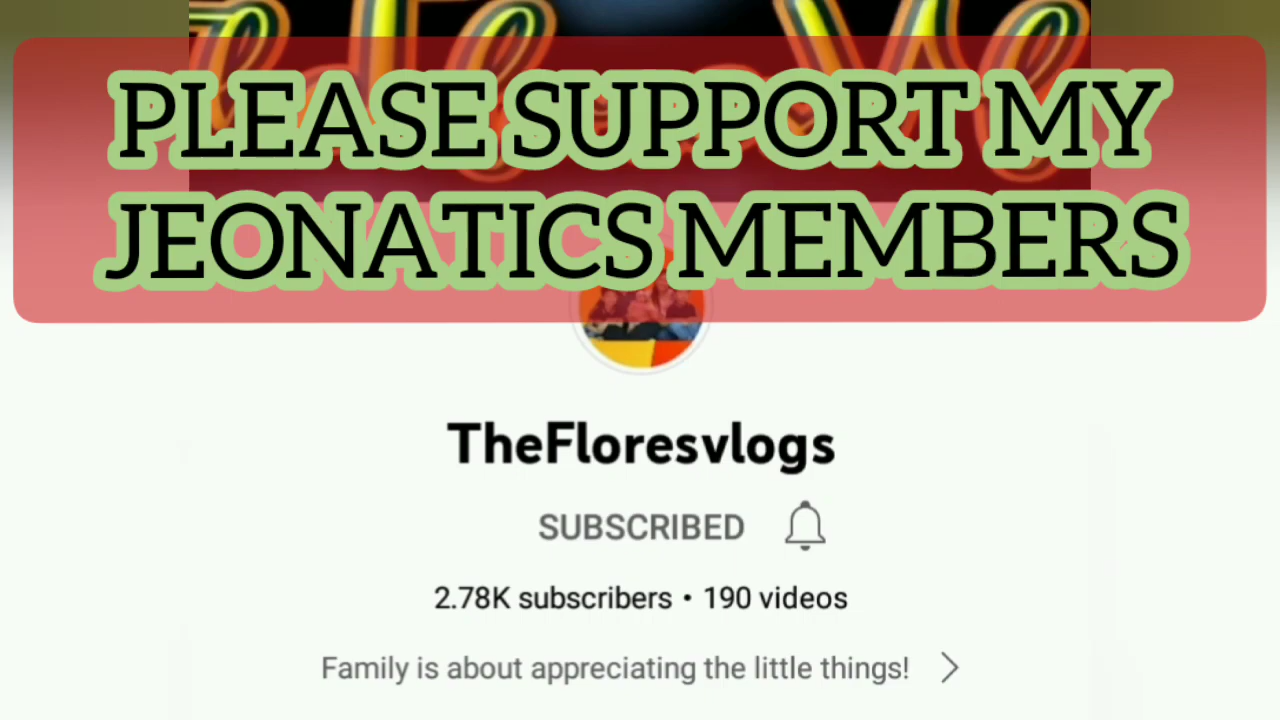 PLEASE SUPPORT MY
JEONATICS MEMBERS
TheFloresvlogs
SUBSCRIBED
2.78K subscribers • 190 videos
Family is about appreciating the little things!